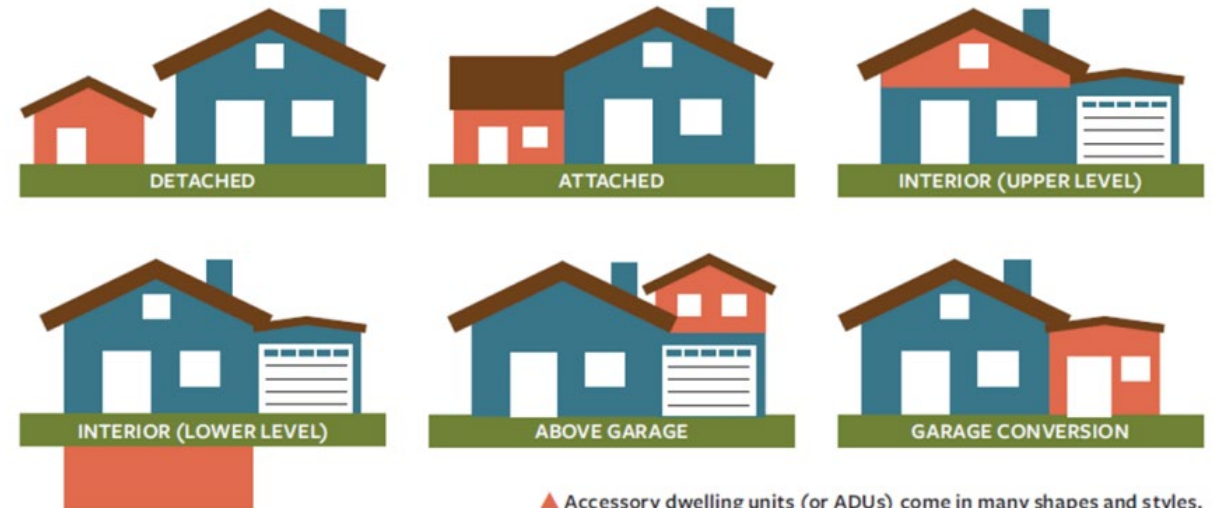 DETACHED
ATTACHED
INTERIOR (UPPER LEVEL)
INTERIOR (LOWER LEVEL)
ABOVE GARAGE
GARAGE CONVERSION
Accessory dwelling units (or ADUs) come in many shapes and styles.